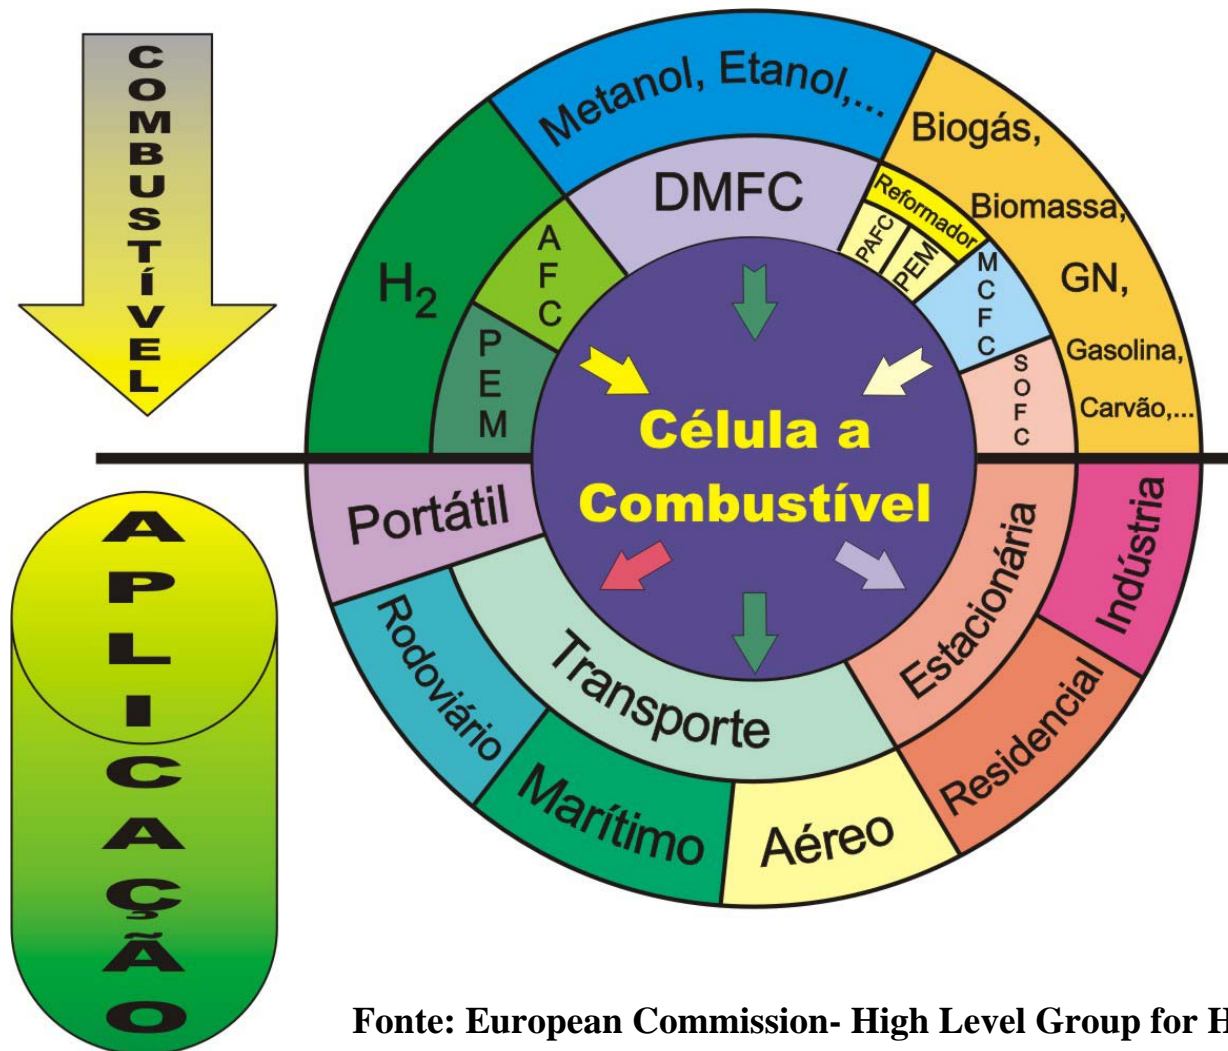 COMBUSTÍVEL
Metanol, Etanol,...
Biogás,
Biomassa,
GN,
Gasolina,
Carvão,...
H2
DMFC
Reformador
PAFC
PEM
AFC
PEM
MCFC
SOFC
Célula a
Combustível
APLICAÇÃO
Portátil
Transporte
Estacionária
Rodoviário
Marítimo
Aéreo
Residencial
Indústria
Fonte: European Commission- High Level Group for H